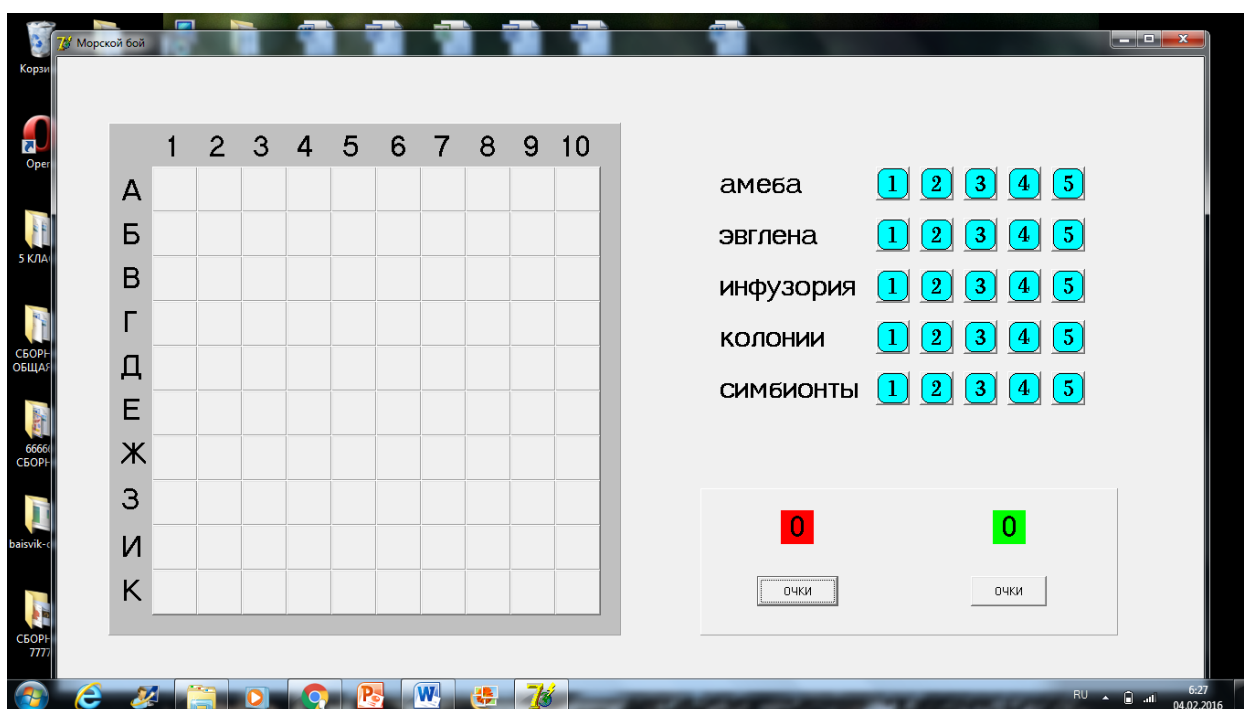 Морской бой
Корзи
Oper
5 КЛА
СБОРН
ОБЩАЯ
6666
СБОРН
baisvik-c
СБОРН
7777
1 2 3 4 5 6 7 8 9 10
А
Б
В
Г
Д
Е
Ж
З
И
К
амеба 1 2 3 4 5
эвглена 1 2 3 4 5
инфузория 1 2 3 4 5
колонии 1 2 3 4 5
симбионты 1 2 3 4 5
0 0
очки очки
RU 6:27
04.02.2016